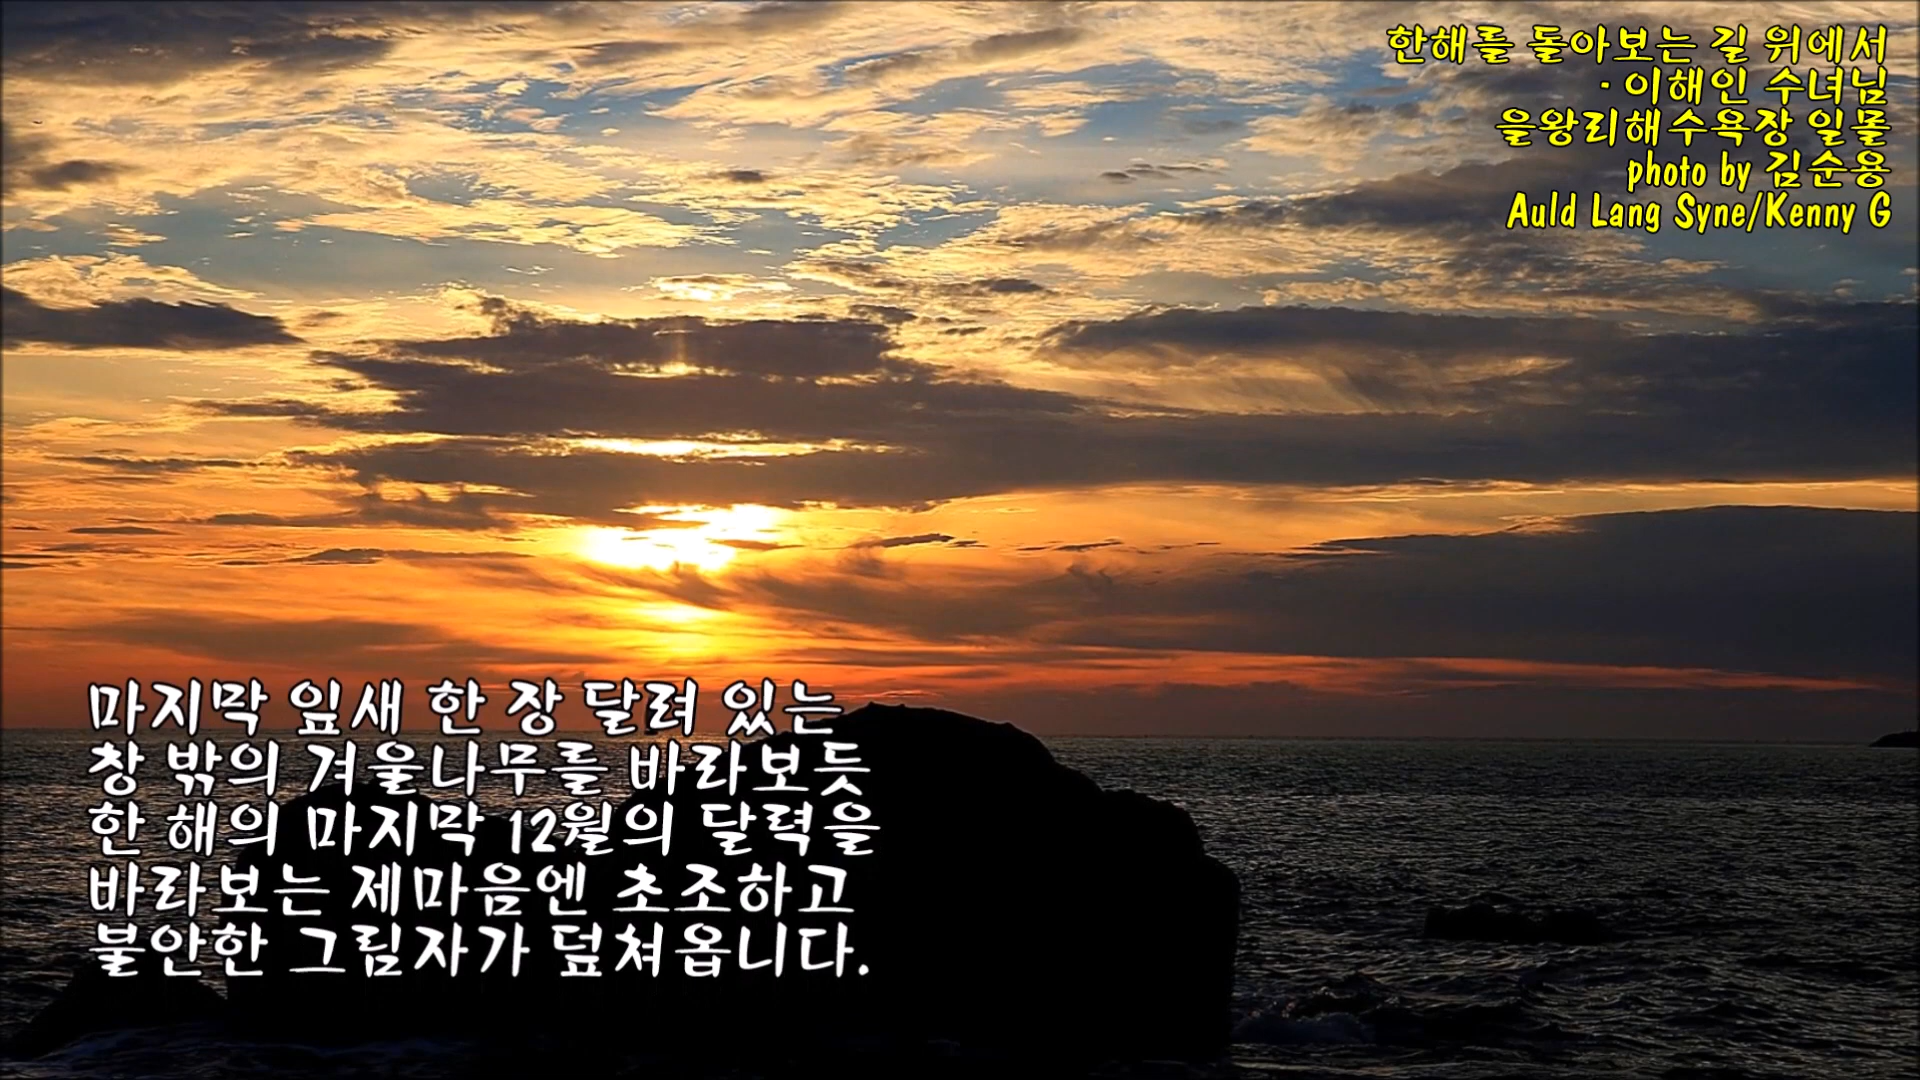 한해를 돌아보는 길 위에서
· 이해인 수녀님
을왕리해수욕장 일몰
photo by 김순용
Auld Lang Syne/Kenny G
마지막 잎새 한 장 달려 있는
창 밖의 겨울나무를 바라보듯
한 해의 마지막 12월의 달력을
바라보는 제마음엔 초조하고
불안한 그림자가 덮쳐옵니다.